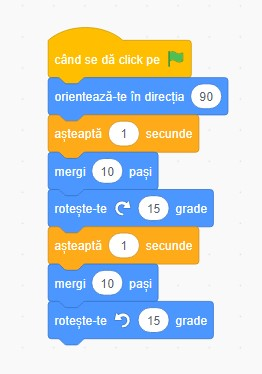 când se dă click pe
orientează-te în direcția 90
așteaptă 1 secunde
mergi 10 pași
rotește-te 15 grade
așteaptă 1 secunde
mergi 10 pași
rotește-te 15 grade